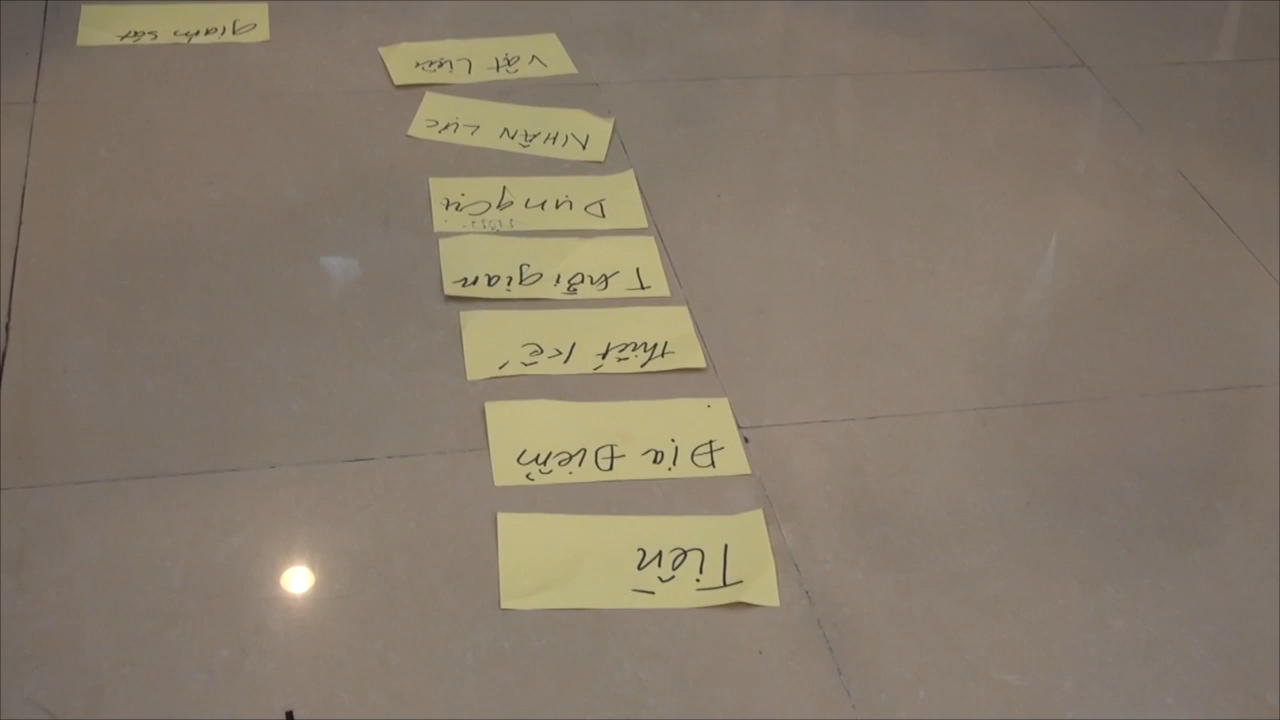 Tiền
Địa Điểm
thiết kế
Thời gian
Dụng Cụ
NHÂN LỰC
Vật Liệu
giám sát